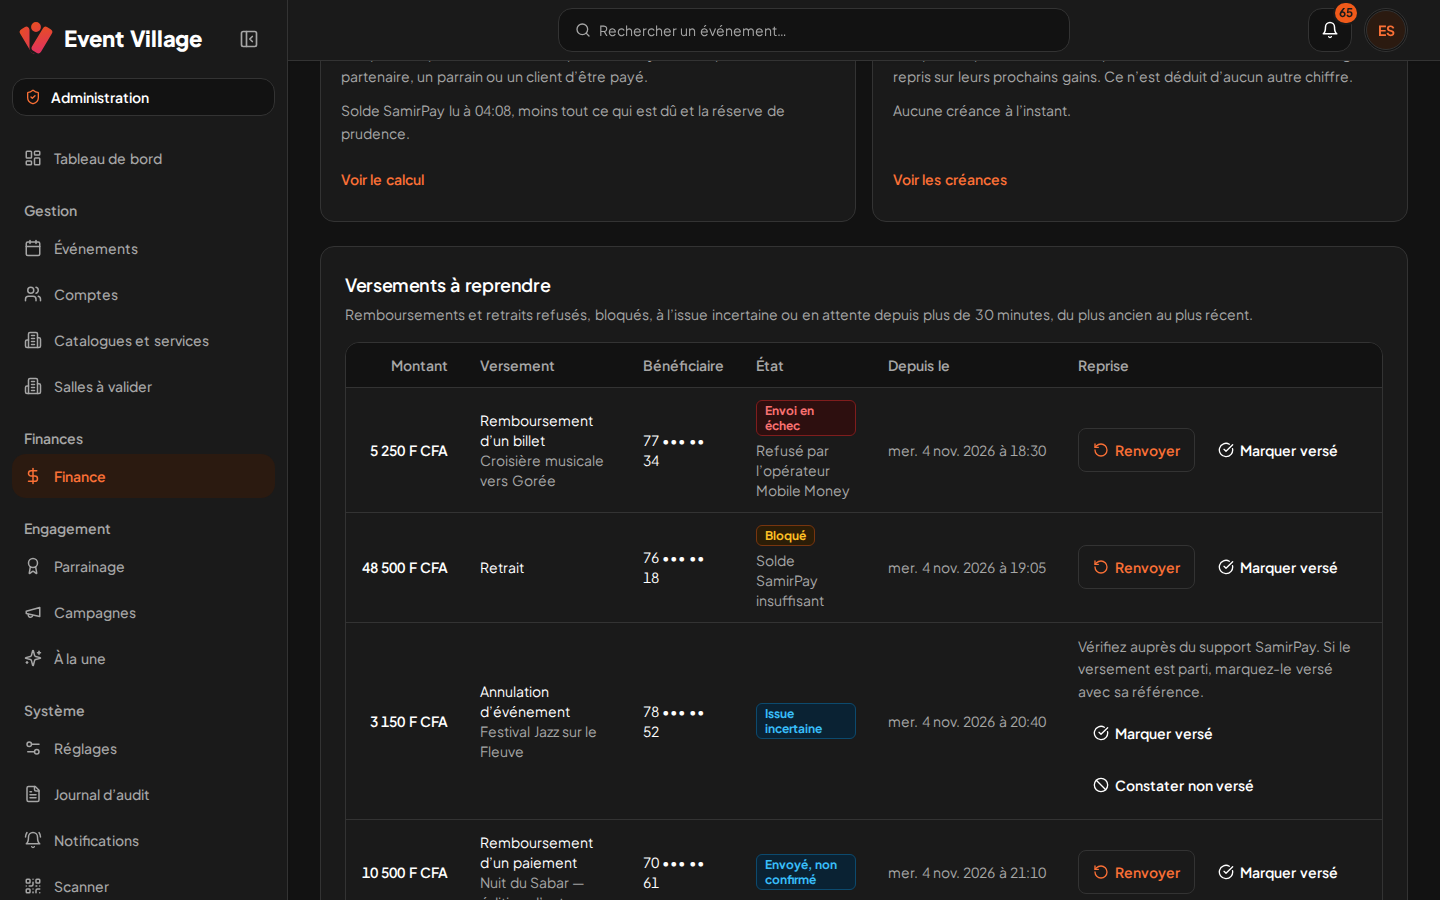 Event Village
Rechercher un événement…
65
ES
Administration
Tableau de bord
Gestion
Événements
Comptes
Catalogues et services
Salles à valider
Finances
Finance
Engagement
Parrainage
Campagnes
À la une
Système
Réglages
Journal d’audit
Notifications
Scanner
partenaire, un parrain ou un client d’être payé.
Solde SamirPay lu à 04:08, moins tout ce qui est dû et la réserve de
prudence.
Voir le calcul
repris sur leurs prochains gains. Ce n’est déduit d’aucun autre chiffre.
Aucune créance à l’instant.
Voir les créances
Versements à reprendre
Remboursements et retraits refusés, bloqués, à l’issue incertaine ou en attente depuis plus de 30 minutes, du plus ancien au plus récent.
Montant Versement Bénéficiaire État Depuis le Reprise
5 250 F CFA
Remboursement
d’un billet
Croisière musicale
vers Gorée
77 ••• ••
34
Envoi en
échec
Refusé par
l’opérateur
Mobile Money
mer. 4 nov. 2026 à 18:30
Renvoyer
Marquer versé
48 500 F CFA
Retrait
76 ••• ••
18
Bloqué
Solde
SamirPay
insuffisant
mer. 4 nov. 2026 à 19:05
Renvoyer
Marquer versé
3 150 F CFA
Annulation
d’événement
Festival Jazz sur le
Fleuve
78 ••• ••
52
Issue
incertaine
mer. 4 nov. 2026 à 20:40
Vérifiez auprès du support SamirPay. Si le
versement est parti, marquez-le versé
avec sa référence.
Marquer versé
Constater non versé
10 500 F CFA
Remboursement
d’un paiement
Nuit du Sabar —
70 ••• ••
61
Envoyé, non
confirmé
mer. 4 nov. 2026 à 21:10
Renvoyer
Marquer versé